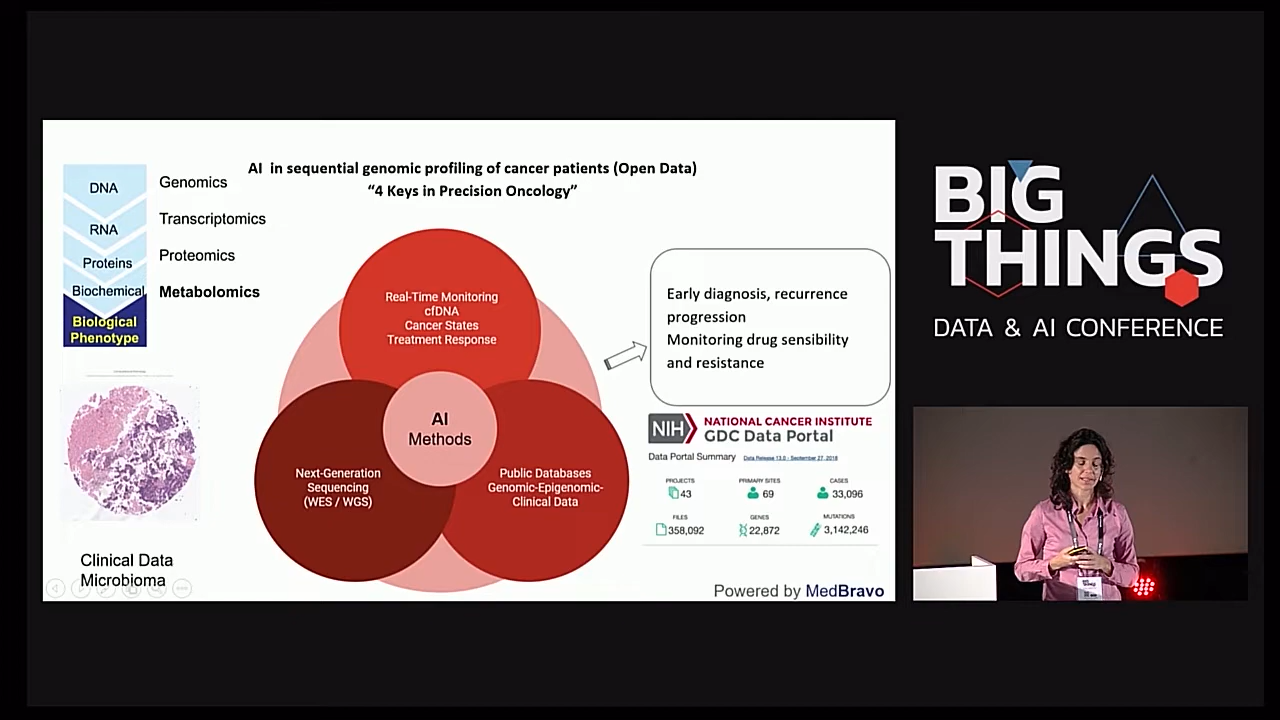 AI in sequential genomic profiling of cancer patients (Open Data)
“4 Keys in Precision Oncology”
DNA
Genomics
RNA
Transcriptomics
Proteins
Proteomics
Biochemical
Metabolomics
Biological
Phenotype
Clinical Data
Microbioma
Real-Time Monitoring
cfDNA
Cancer States
Treatment Response
AI
Methods
Next-Generation
Sequencing
(WES / WGS)
Public Databases
Genomic-Epigenomic-
Clinical Data
Early diagnosis, recurrence
progression
Monitoring drug sensibility
and resistance
NIH
NATIONAL CANCER INSTITUTE
GDC Data Portal
Data Portal Summary Data Release 13.0 - September 27, 2018
PROJECTS
43
PRIMARY SITES
69
CASES
33,096
FILES
358,092
GENES
22,872
MUTATIONS
3,142,246
Powered by MedBravo
BIG
THINGS
DATA & AI CONFERENCE